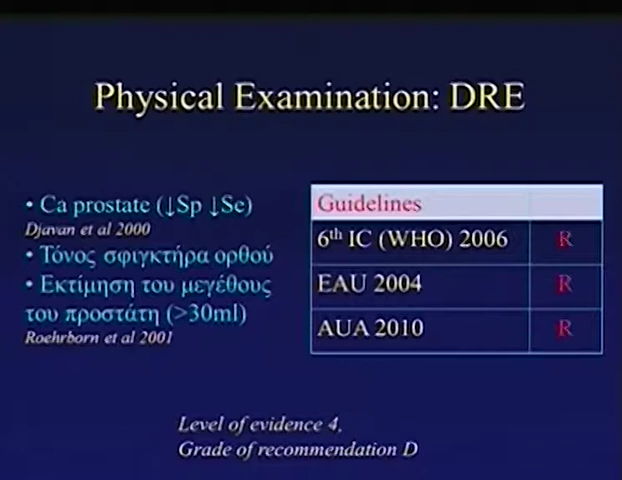 Physical Examination: DRE
• Ca prostate (↓Sp ↓Se)
Djavan et al 2000
• Τόνος σφιγκτήρα ορθού
• Εκτίμηση του μεγέθους
του προστάτη (>30ml)
Roehrborn et al 2001
Guidelines
6th IC (WHO) 2006 R
EAU 2004 R
AUA 2010 R
Level of evidence 4,
Grade of recommendation D